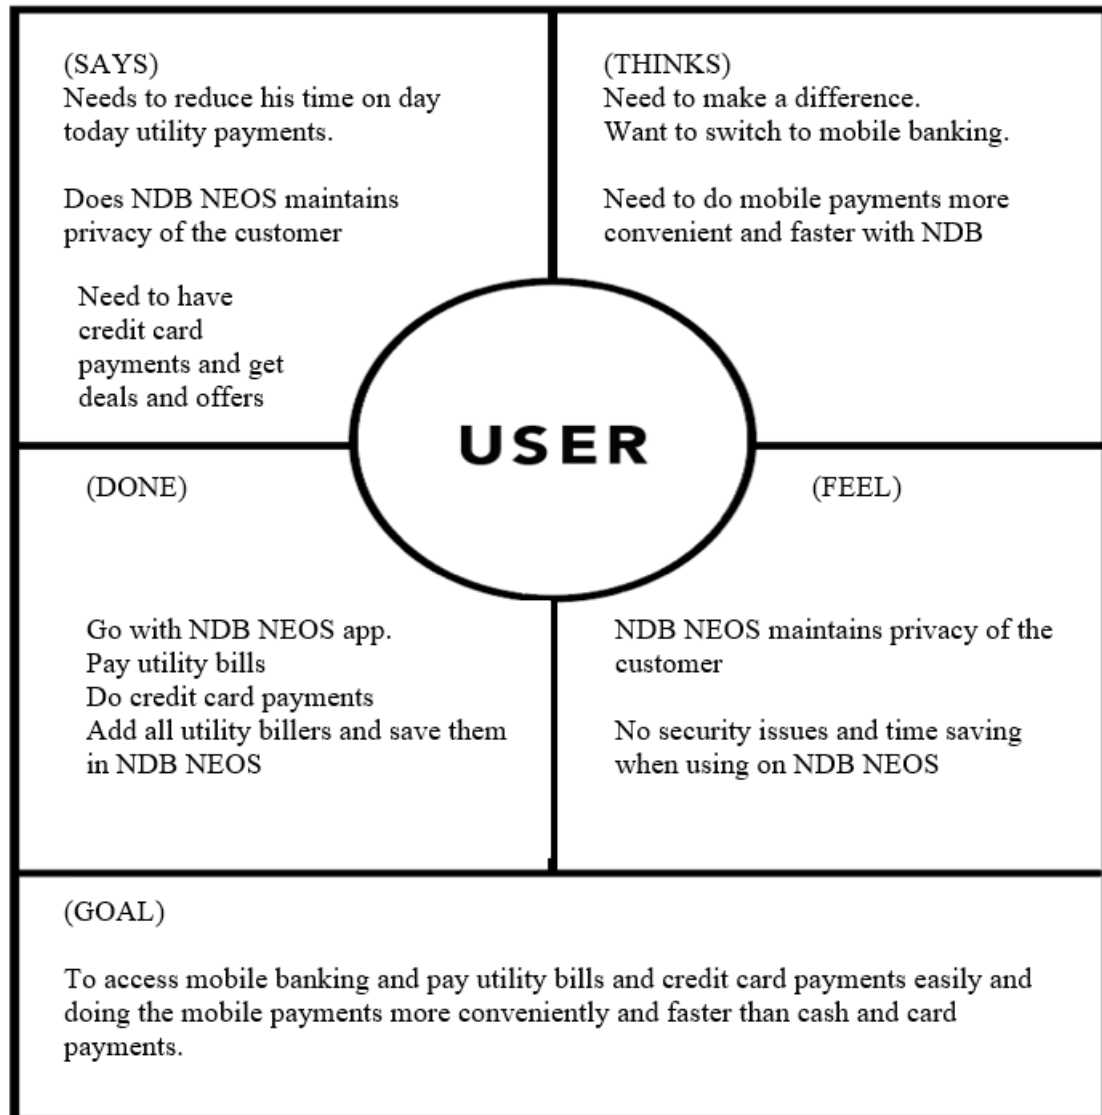 (SAYS)
Needs to reduce his time on day
today utility payments.
Does NDB NEOS maintains
privacy of the customer
Need to have
credit card
payments and get
deals and offers
(THINKS)
Need to make a difference.
Want to switch to mobile banking.
Need to do mobile payments more
convenient and faster with NDB
USER
(DONE)
Go with NDB NEOS app.
Pay utility bills
Do credit card payments
Add all utility billers and save them
in NDB NEOS
(FEEL)
NDB NEOS maintains privacy of the
customer
No security issues and time saving
when using on NDB NEOS
(GOAL)
To access mobile banking and pay utility bills and credit card payments easily and
doing the mobile payments more conveniently and faster than cash and card
payments.